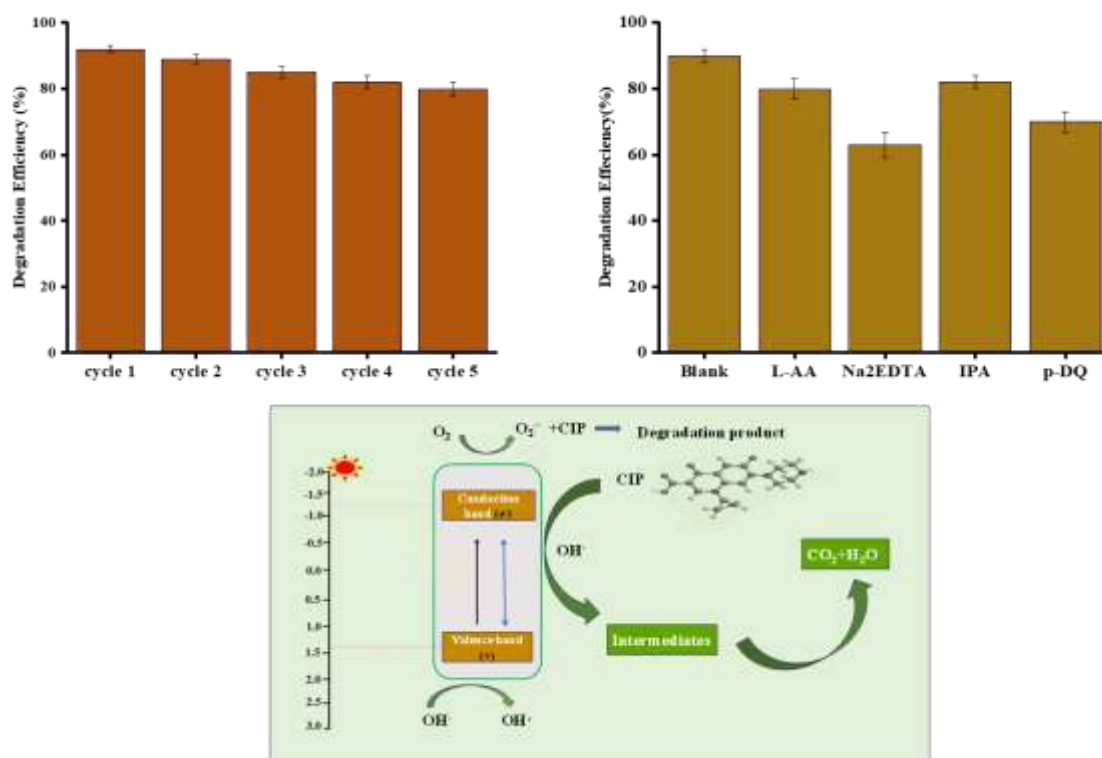 Degradation Efficiency (%)
100
80
60
40
20
0
cycle 1 cycle 2 cycle 3 cycle 4 cycle 5
Degradation Effeciency(%)
100
80
60
40
20
0
Blank L-AA Na2EDTA IPA p-DQ
O₂ O₂⁻ +CIP Degradation product
-2.0
-1.5
-1.0
-0.5
0.0
0.5
1.0
1.5
2.0
2.5
3.0
Conduction
band (e)
CIP
OH·
CO₂+H₂O
Intermediates
Valence band
OH· OH·